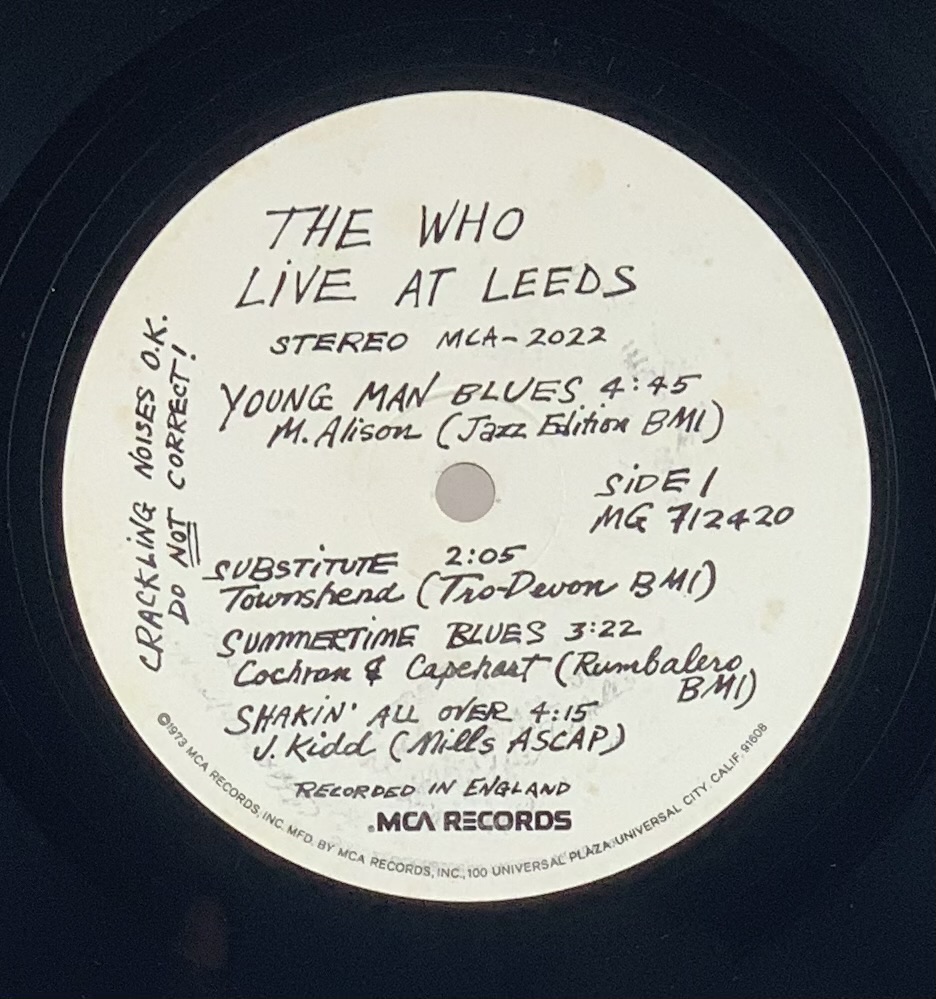 THE WHO
LIVE AT LEEDS
STEREO MCA-2022
YOUNG MAN BLUES 4:45
M. Alison (Jazz Edition BMI)
SIDE 1
MG 712420
SUBSTITUTE 2:05
Townshend (Tro-Devon BMI)
SUMMERTIME BLUES 3:22
Cochran & Capehart (Rumbalero,
BMI)
SHAKIN' ALL OVER 4:15
J. Kidd (Mills ASCAP)
RECORDED IN ENGLAND
.MCA RECORDS
©1973 MCA RECORDS, INC. MFD. BY MCA RECORDS, INC., 100 UNIVERSAL PLAZA, UNIVERSAL CITY, CALIF. 91608
CRACKLING NOISES O.K.
DO NOT CORRECT!